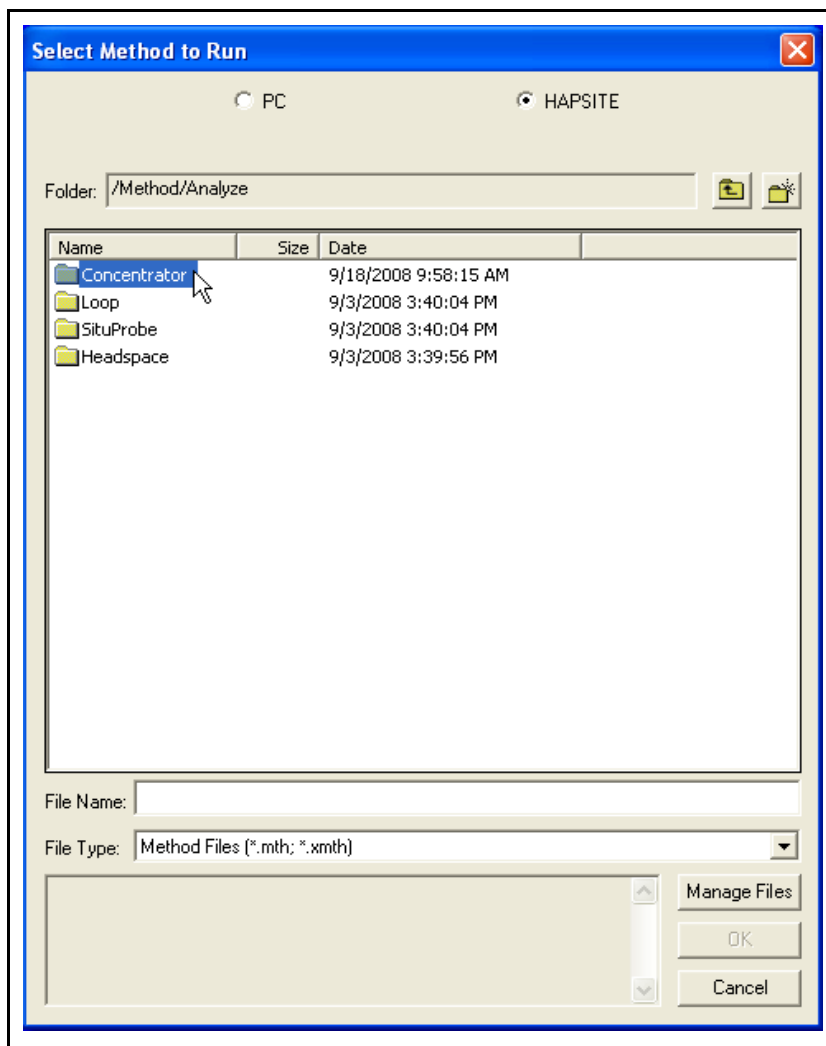 Select Method to Run
PC HAPSITE
Folder: /Method/Analyze
Name Size Date
Concentrator 9/18/2008 9:58:15 AM
Loop 9/3/2008 3:40:04 PM
SituProbe 9/3/2008 3:40:04 PM
Headspace 9/3/2008 3:39:56 PM
File Name:
File Type: Method Files (*.mth; *.xmth)
Manage Files
OK
Cancel